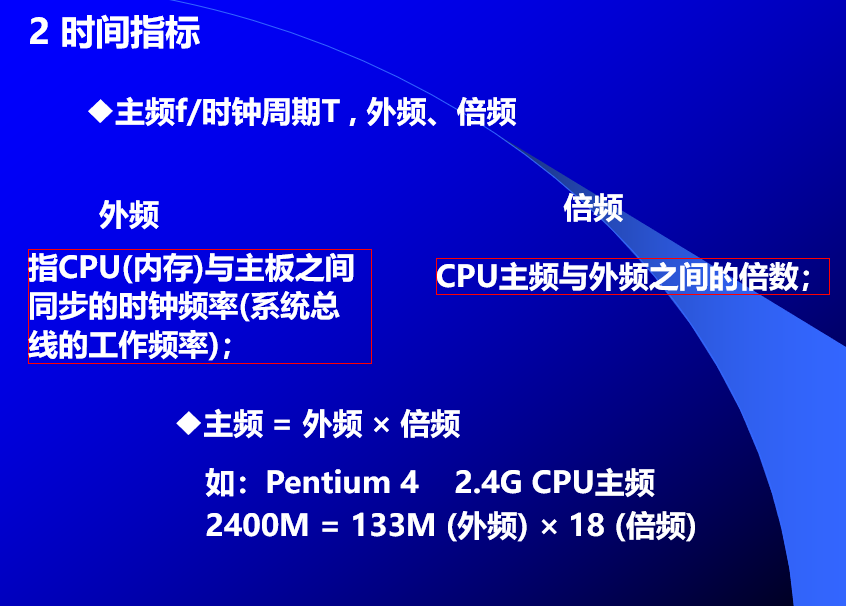 2 时间指标
◆主频f/时钟周期T , 外频、倍频
外频
指CPU(内存)与主板之间
同步的时钟频率(系统总
线的工作频率)；
倍频
CPU主频与外频之间的倍数；
◆主频 = 外频 × 倍频
如：Pentium 4 2.4G CPU主频
2400M = 133M (外频) × 18 (倍频)